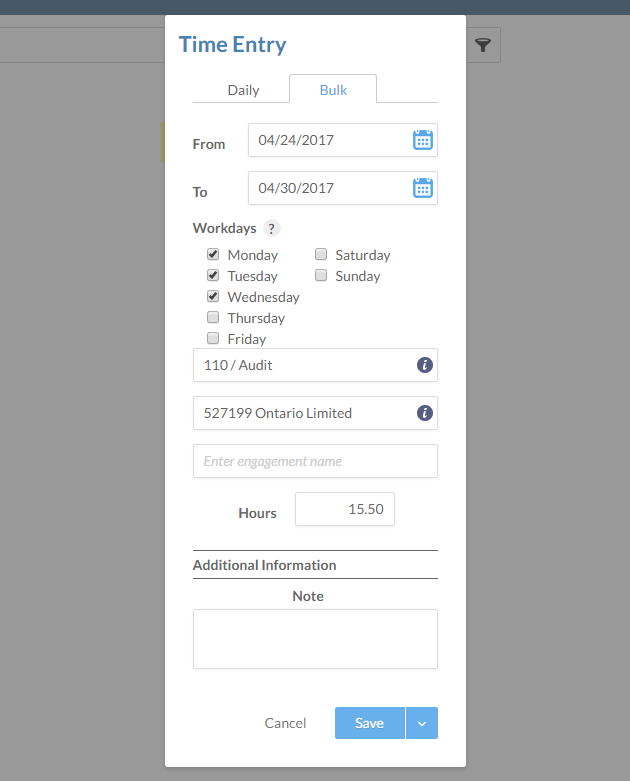 Time Entry
Daily Bulk
From 04/24/2017
To 04/30/2017
Workdays ?
Monday Saturday
Tuesday Sunday
Wednesday
Thursday
Friday
110 / Audit i
527199 Ontario Limited i
Enter engagement name
Hours 15.50
Additional Information
Note
Cancel Save